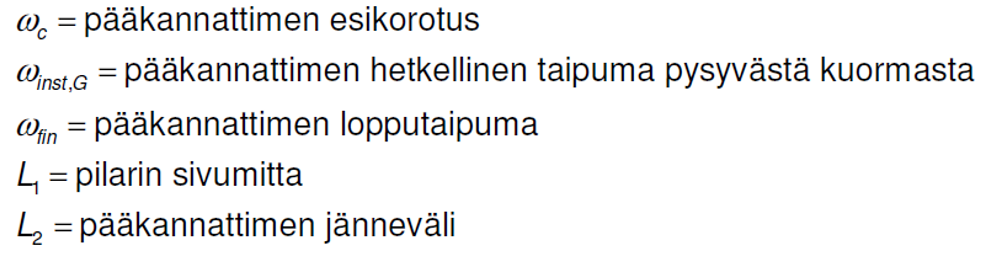 ω_c = pääkannattimen esikorotus
ω_inst,G = pääkannattimen hetkellinen taipuma pysyvästä kuormasta
ω_fin = pääkannattimen lopputaipuma
L_1 = pilarin sivumitta
L_2 = pääkannattimen jänneväli